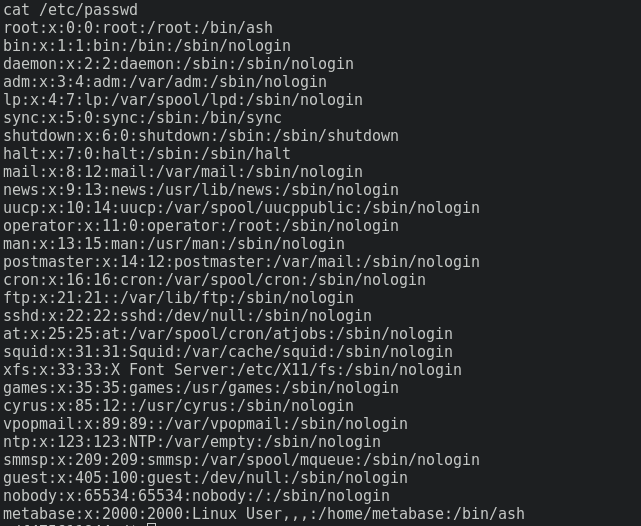 cat /etc/passwd
root:x:0:0:root:/root:/bin/ash
bin:x:1:1:bin:/bin:/sbin/nologin
daemon:x:2:2:daemon:/sbin:/sbin/nologin
adm:x:3:4:adm:/var/adm:/sbin/nologin
lp:x:4:7:lp:/var/spool/lpd:/sbin/nologin
sync:x:5:0:sync:/sbin:/bin/sync
shutdown:x:6:0:shutdown:/sbin:/sbin/shutdown
halt:x:7:0:halt:/sbin:/sbin/halt
mail:x:8:12:mail:/var/mail:/sbin/nologin
news:x:9:13:news:/usr/lib/news:/sbin/nologin
uucp:x:10:14:uucp:/var/spool/uucppublic:/sbin/nologin
operator:x:11:0:operator:/root:/sbin/nologin
man:x:13:15:man:/usr/man:/sbin/nologin
postmaster:x:14:12:postmaster:/var/mail:/sbin/nologin
cron:x:16:16:cron:/var/spool/cron:/sbin/nologin
ftp:x:21:21::/var/lib/ftp:/sbin/nologin
sshd:x:22:22:sshd:/dev/null:/sbin/nologin
at:x:25:25:at:/var/spool/cron/atjobs:/sbin/nologin
squid:x:31:31:Squid:/var/cache/squid:/sbin/nologin
xfs:x:33:33:X Font Server:/etc/X11/fs:/sbin/nologin
games:x:35:35:games:/usr/games:/sbin/nologin
cyrus:x:85:12::/usr/cyrus:/sbin/nologin
vpopmail:x:89:89::/var/vpopmail:/sbin/nologin
ntp:x:123:123:NTP:/var/empty:/sbin/nologin
smmsp:x:209:209:smmsp:/var/spool/mqueue:/sbin/nologin
guest:x:405:100:guest:/dev/null:/sbin/nologin
nobody:x:65534:65534:nobody:/:/sbin/nologin
metabase:x:2000:2000:Linux User,,,:/home/metabase:/bin/ash